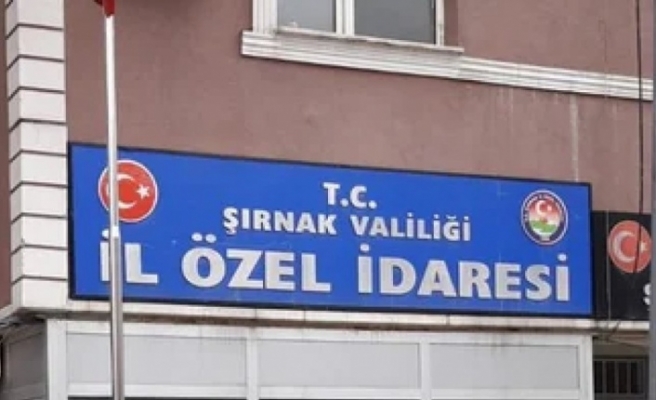 T.C.
ŞIRNAK VALİLİĞİ
İL ÖZEL İDARESİ